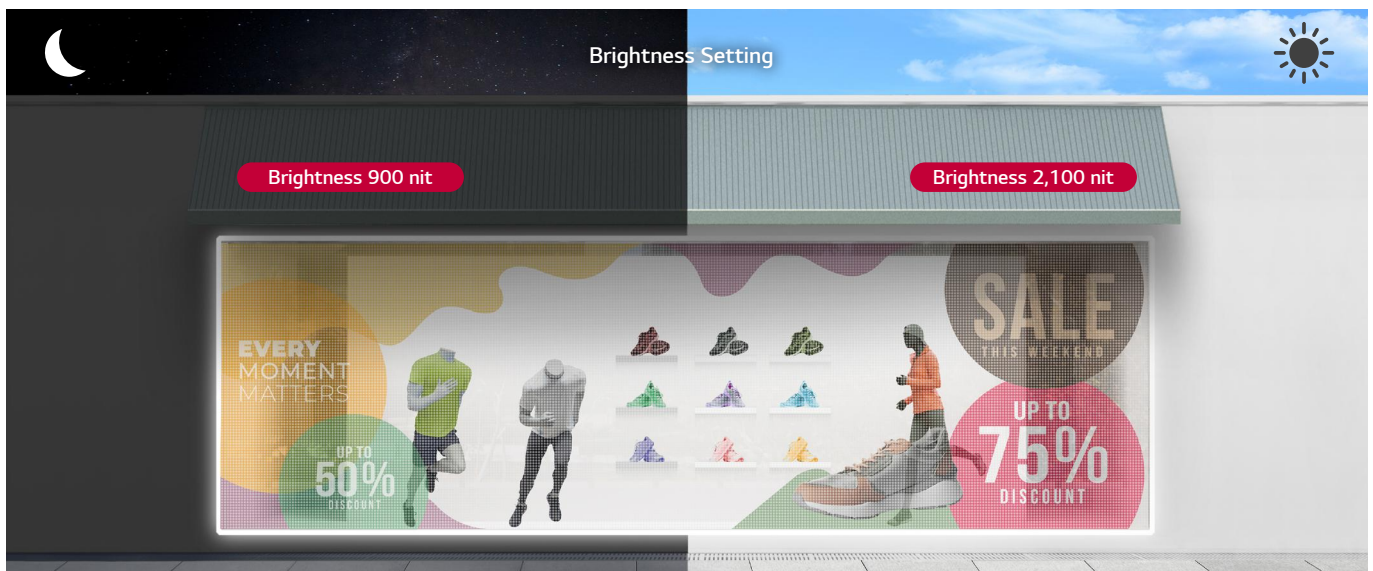 Brightness Setting
Brightness 900 nit
Brightness 2,100 nit
EVERY
MOMENT
MATTERS
UP TO
50%
DISCOUNT
SALE
THIS WEEKEND
UP TO
75%
DISCOUNT